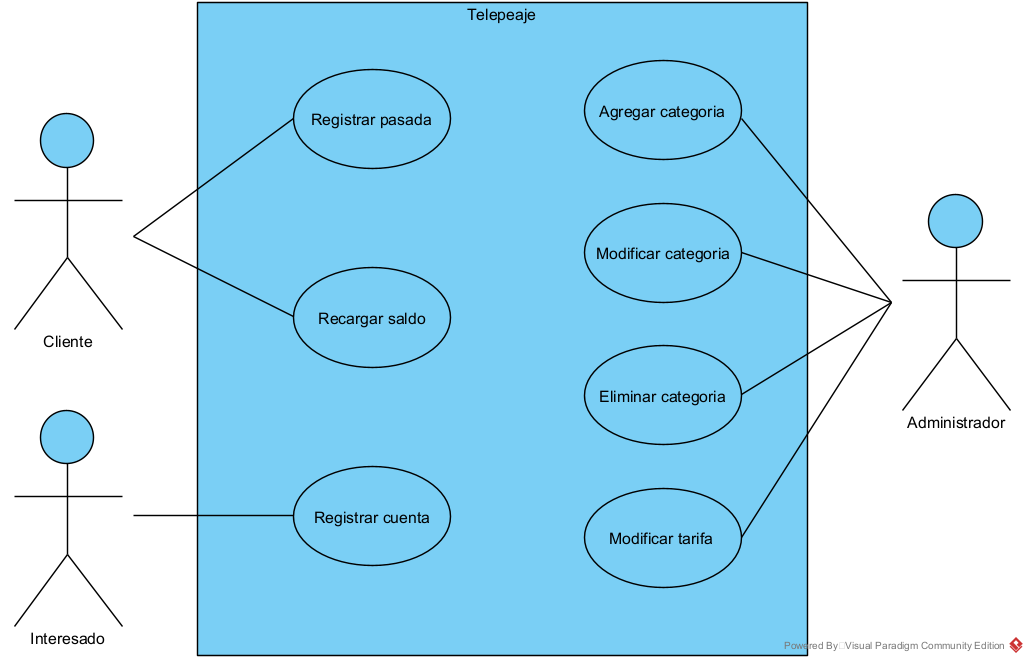 Telepeaje
Registrar pasada
Agregar categoria
Modificar categoria
Recargar saldo
Cliente
Eliminar categoria
Administrador
Registrar cuenta
Modificar tarifa
Interesado
Powered By Visual Paradigm Community Edition